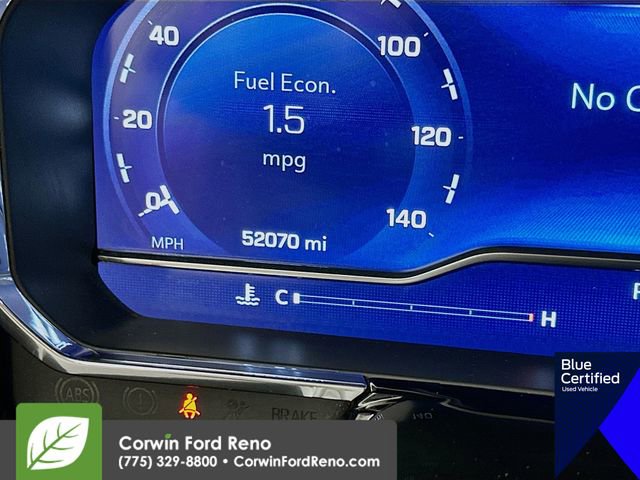 40
100
Fuel Econ.
No
20
1.5
120
mpg
0
140
MPH
52070 mi
C
H
ABS
BRAKE
Blue
Certified
Used Vehicle
Corwin Ford Reno
(775) 329-8800 • CorwinFordReno.com